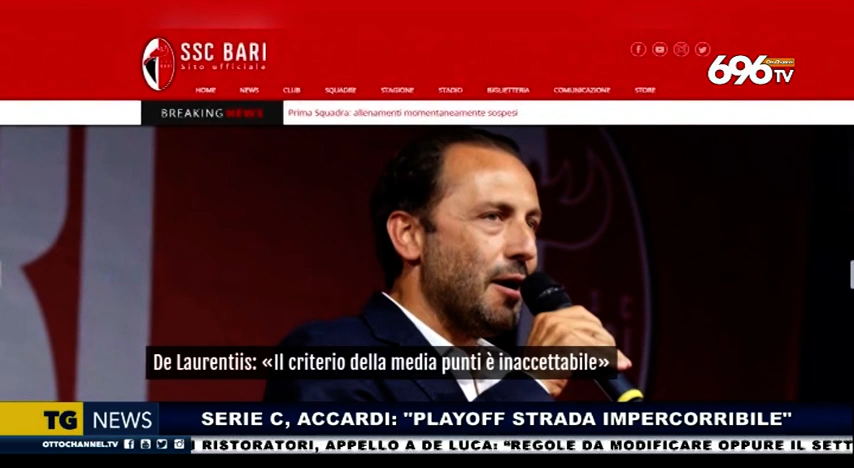 SSC BARI
Sito ufficiale
696 TV
HOME NEWS CLUB SQUADRE STAGIONE STADIO BIGLIETTERIA COMUNICAZIONE STORE
BREAKING NEWS Prima Squadra: allenamenti momentaneamente sospesi
De Laurentiis: «Il criterio della media punti è inaccettabile»
TG NEWS SERIE C, ACCARDI: "PLAYOFF STRADA IMPERCORRIBILE"
OTTOCHANNEL.TV I RISTORATORI, APPELLO A DE LUCA: “REGOLE DA MODIFICARE OPPURE IL SETT